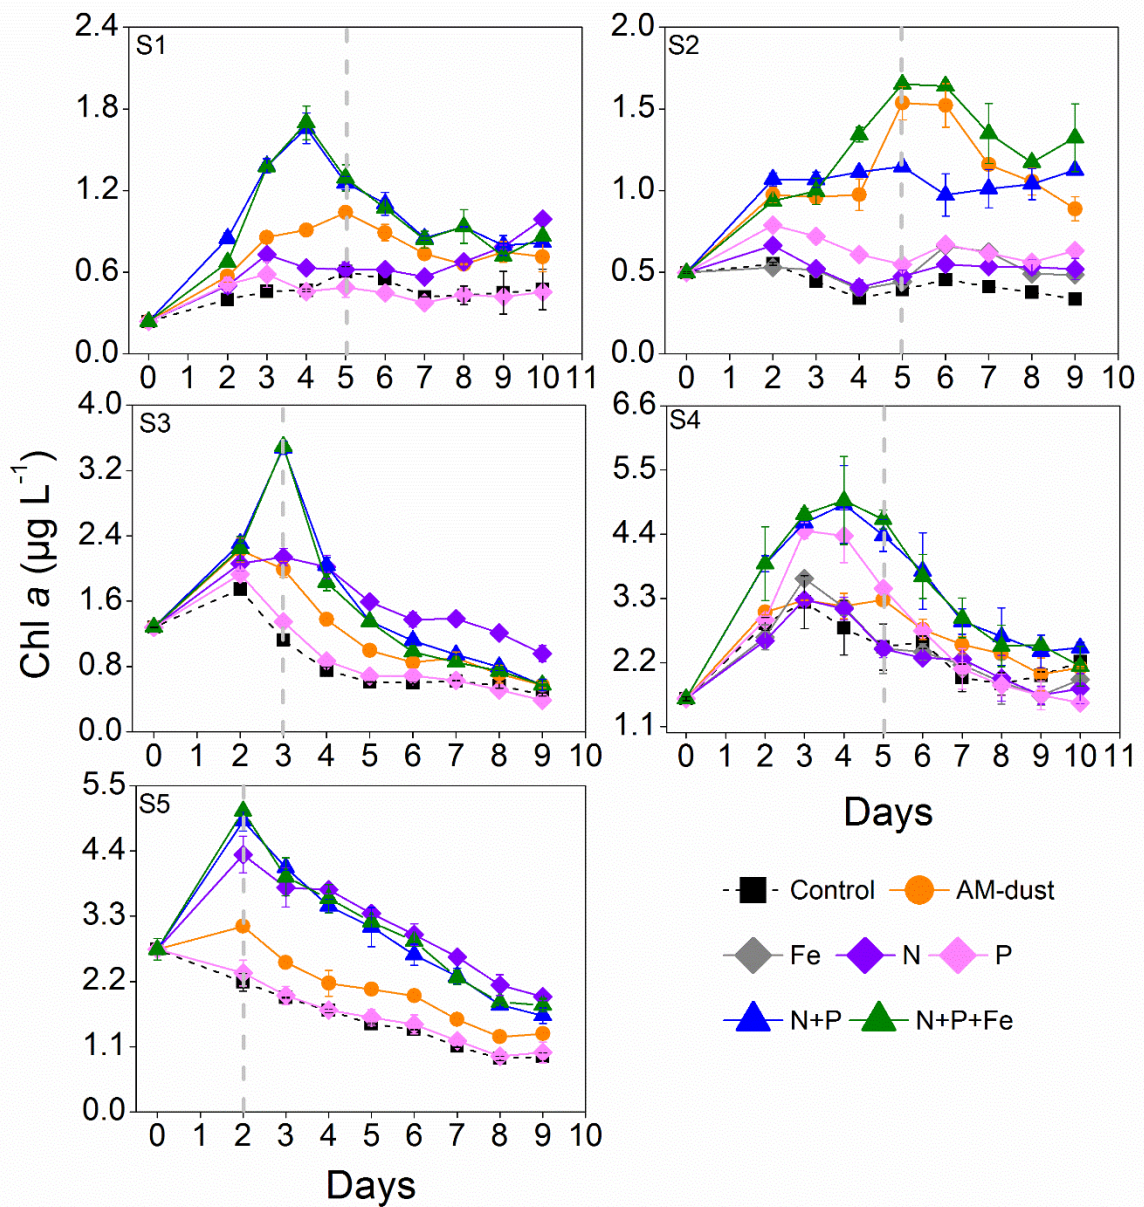 S1
2.4
1.8
1.2
0.6
0.0
0 1 2 3 4 5 6 7 8 9 10 11
S2
2.0
1.5
1.0
0.5
0.0
0 1 2 3 4 5 6 7 8 9 10 11
S3
4.0
3.2
2.4
1.6
0.8
0.0
0 1 2 3 4 5 6 7 8 9 10
S4
6.6
5.5
4.4
3.3
2.2
1.1
0 1 2 3 4 5 6 7 8 9 10 11
Chl a (μg L⁻¹)
S5
5.5
4.4
3.3
2.2
1.1
0.0
0 1 2 3 4 5 6 7 8 9 10
Days
Days
Control AM-dust
Fe N P
N+P N+P+Fe